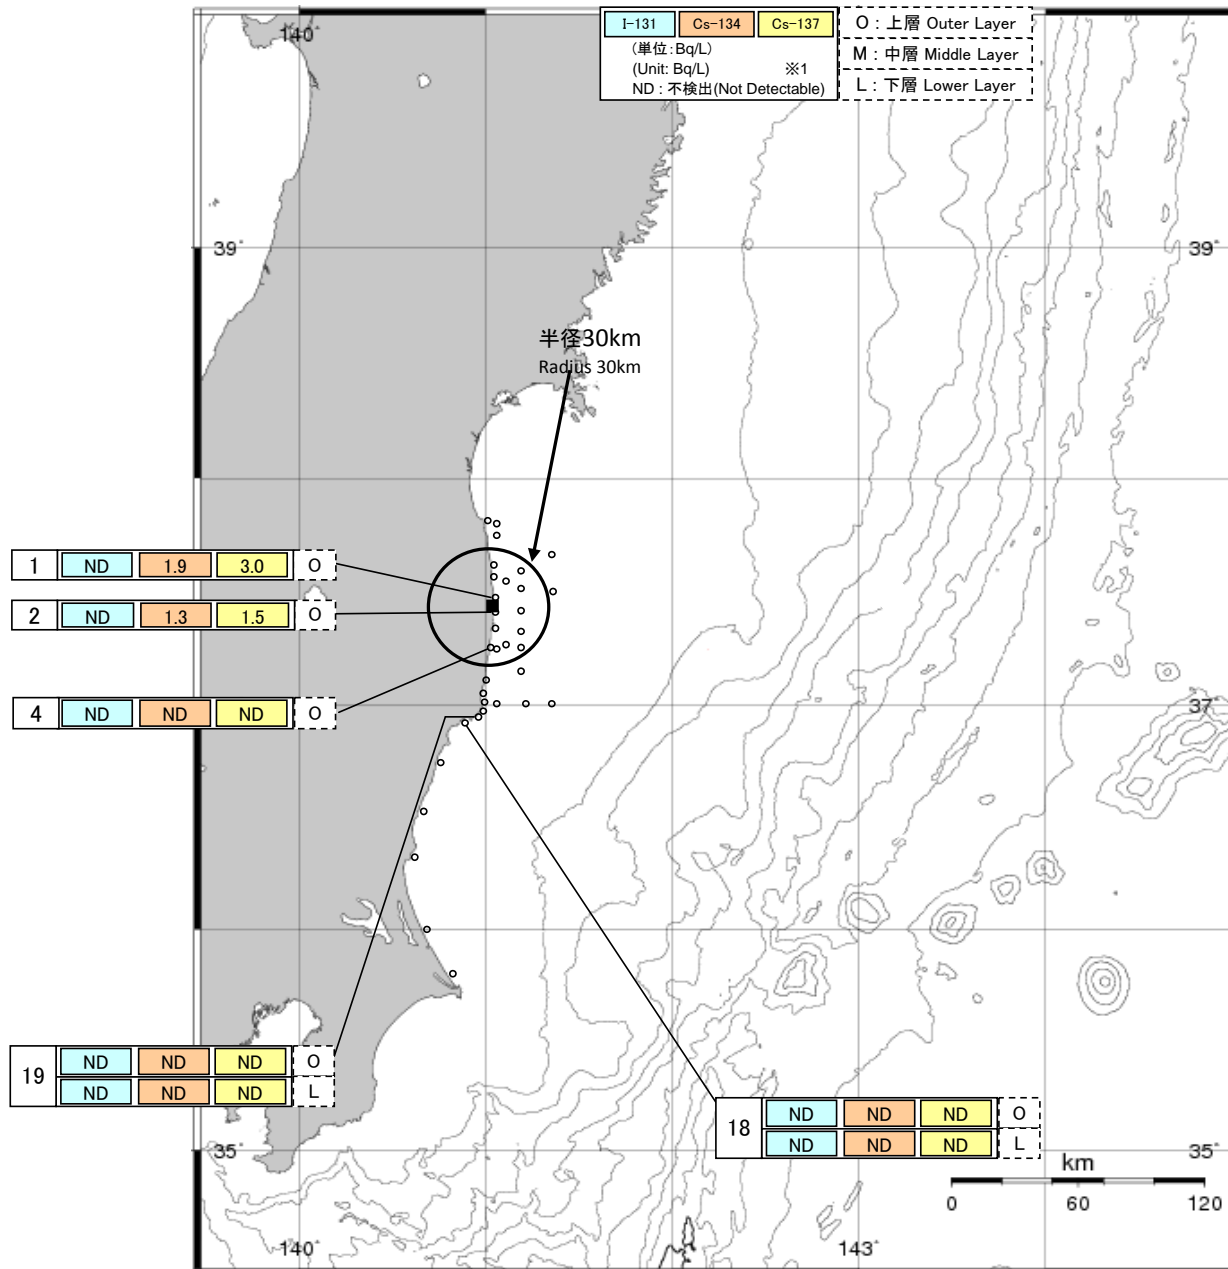 140°
I-131 Cs-134 Cs-137
(単位:Bq/L)
(Unit: Bq/L) ※1
ND : 不検出(Not Detectable)
O : 上層 Outer Layer
M : 中層 Middle Layer
L : 下層 Lower Layer
39° 39°
半径30km
Radius 30km
1 ND 1.9 3.0 O
2 ND 1.3 1.5 O
4 ND ND ND O
37°
19 ND ND ND O
ND ND ND L
18 ND ND ND O
ND ND ND L
35° 35°
km
0 60 120
140° 143°